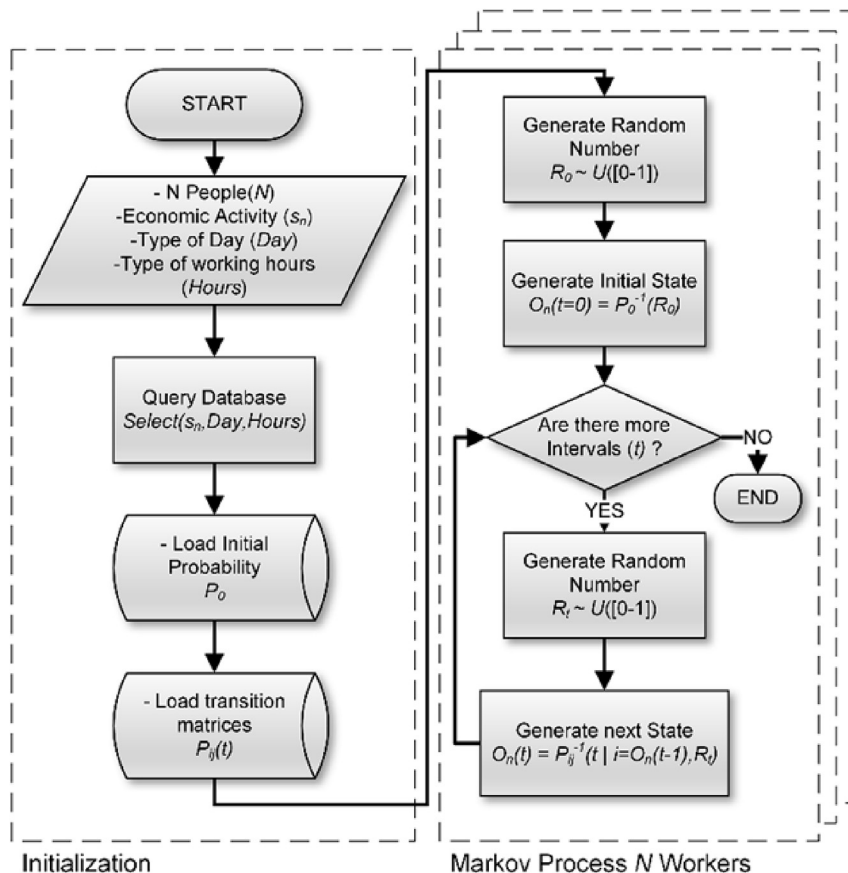 START
- N People(N)
-Economic Activity (sn)
-Type of Day (Day)
-Type of working hours
(Hours)
Query Database
Select(sn,Day,Hours)
- Load Initial
Probability
P0
- Load transition
matrices
Pij(t)
Initialization
Generate Random
Number
R0 ~ U([0-1])
Generate Initial State
On(t=0) = P0-1(R0)
Are there more
Intervals (t) ?
NO
END
YES
Generate Random
Number
Rt ~ U([0-1])
Generate next State
On(t) = Pij-1(t | i=On(t-1),Rt)
Markov Process N Workers